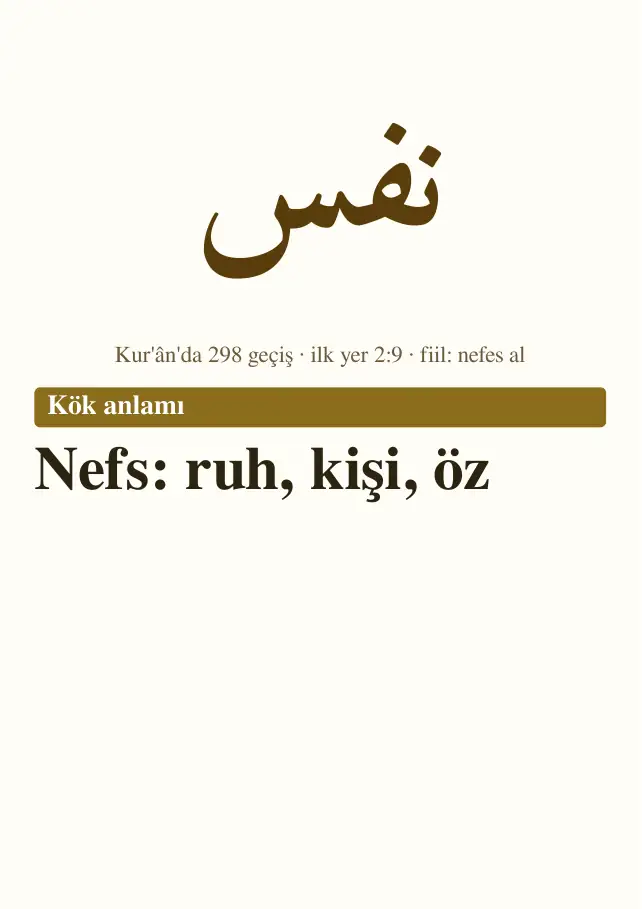 نفس
Kur'ân'da 298 geçiş · ilk yer 2:9 · fiil: nefes al
Kök anlamı
Nefs: ruh, kişi, öz